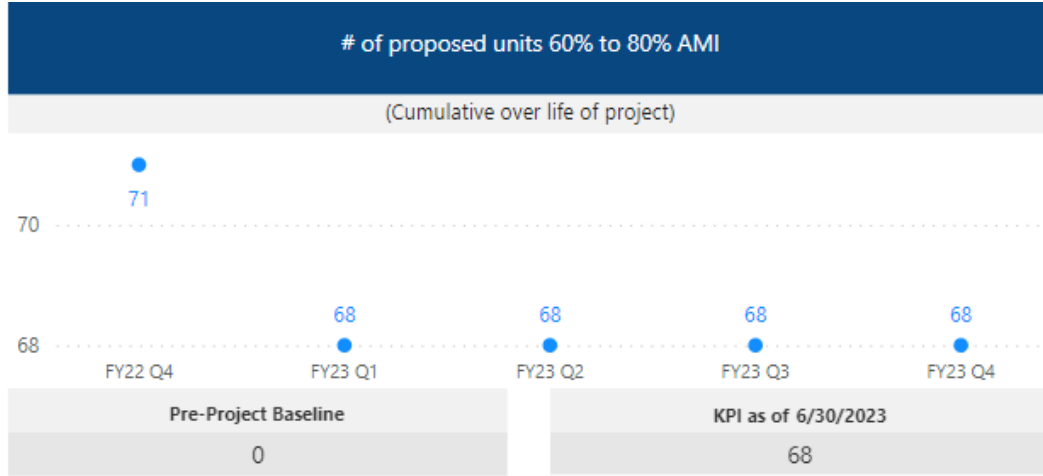 # of proposed units 60% to 80% AMI
(Cumulative over life of project)
71
70
68 68 68 68
68
FY22 Q4 FY23 Q1 FY23 Q2 FY23 Q3 FY23 Q4
Pre-Project Baseline KPI as of 6/30/2023
0 68